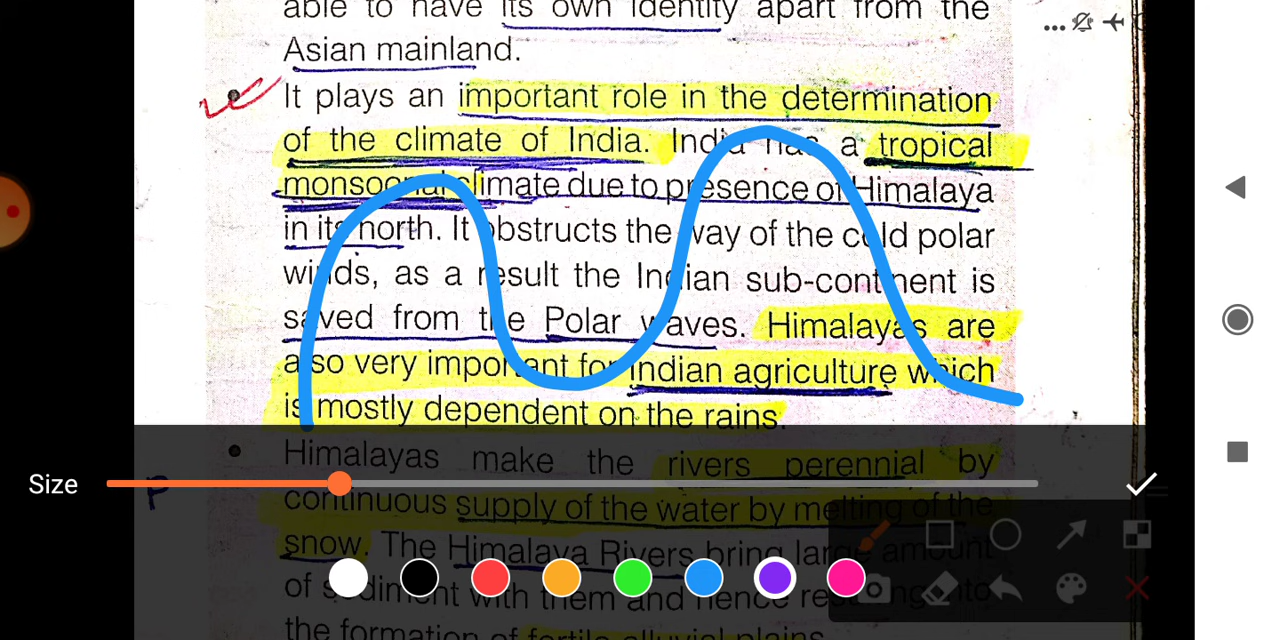 able to have its own identity apart from the
Asian mainland.
It plays an important role in the determination
of the climate of India. India has a tropical
monsoonal climate due to presence of Himalaya
in its north. It obstructs the way of the cold polar
winds, as a result the Indian sub-continent is
saved from the Polar waves. Himalayas are
also very important for Indian agriculture which
is mostly dependent on the rains.
Himalayas make the rivers perennial by
Size
P
continuous supply of the water by melting of the
snow. The Himalaya Rivers bring large amount
of sediment with them and hence resulting into
the formation of fertile alluvial plains.